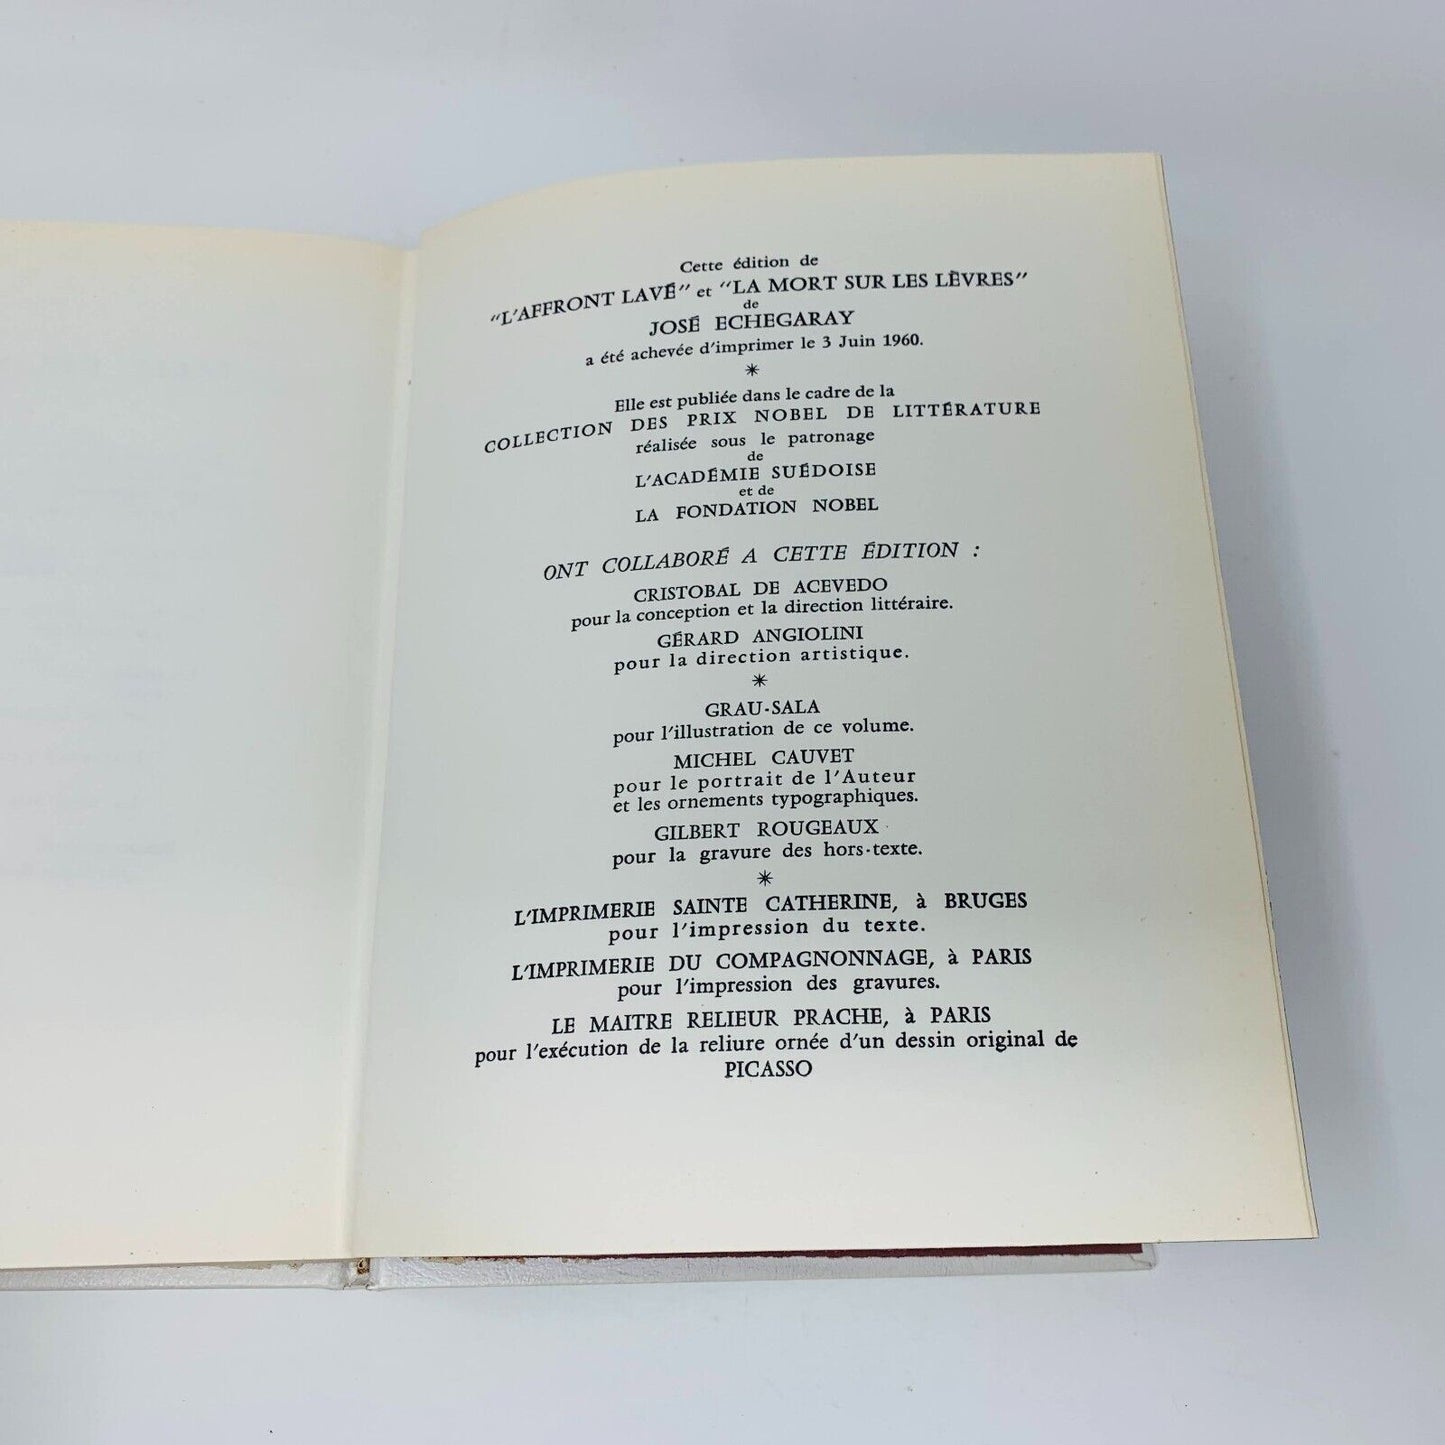 Cette édition de
"L'AFFRONT LAVÉ" et "LA MORT SUR LES LÈVRES"
de
JOSÉ ECHEGARAY
a été achevée d'imprimer le 3 Juin 1960.
*
Elle est publiée dans le cadre de la
COLLECTION DES PRIX NOBEL DE LITTÉRATURE
réalisée sous le patronage
de
L'ACADÉMIE SUÉDOISE
et de
LA FONDATION NOBEL
ONT COLLABORÉ A CETTE ÉDITION :
CRISTOBAL DE ACEVEDO
pour la conception et la direction littéraire.
GÉRARD ANGIOLINI
pour la direction artistique.
*
GRAU-SALA
pour l'illustration de ce volume.
MICHEL CAUVET
pour le portrait de l'Auteur
et les ornements typographiques.
GILBERT ROUGEAUX
pour la gravure des hors-texte.
*
L'IMPRIMERIE SAINTE CATHERINE, à BRUGES
pour l'impression du texte.
L'IMPRIMERIE DU COMPAGNONNAGE, à PARIS
pour l'impression des gravures.
LE MAITRE RELIEUR PRACHE, à PARIS
pour l'exécution de la reliure ornée d'un dessin original de
PICASSO